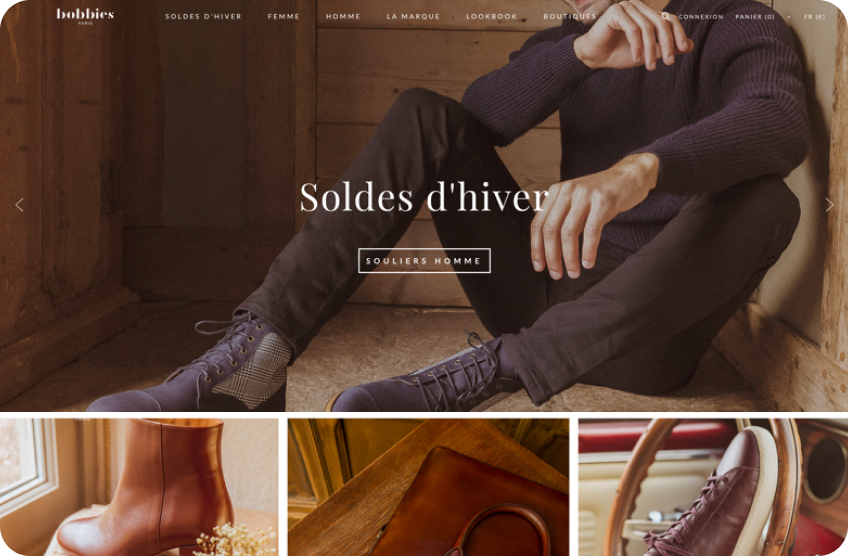 bobbies
PARIS
SOLDES D'HIVER FEMME HOMME LA MARQUE LOOKBOOK BOUTIQUES CONNEXION PANIER (0) - FR (€)
Soldes d'hiver
SOULIERS HOMME